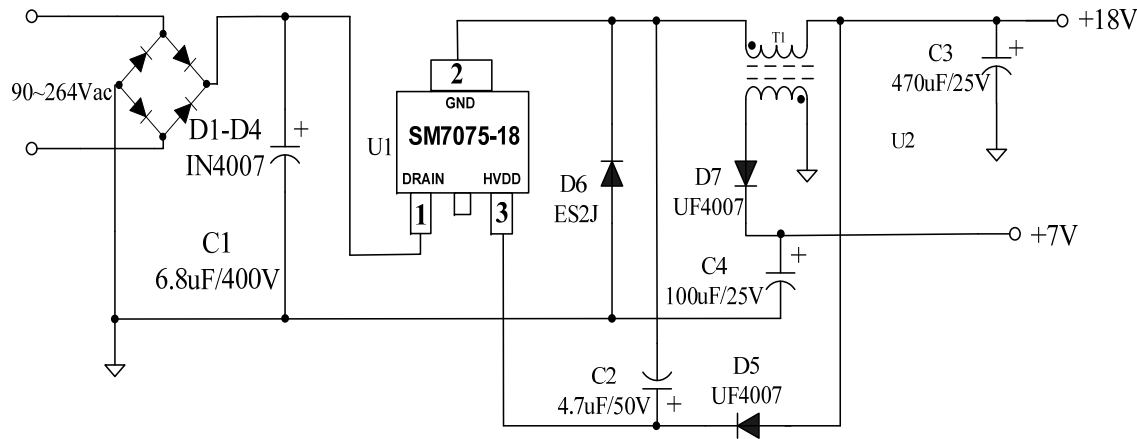 +18V
T1
C3
470uF/25V
2
GND
90~264Vac
SM7075-18
D1-D4
IN4007
U1
U2
DRAIN
HVDD
D6
ES2J
D7
UF4007
1
3
+7V
C1
6.8uF/400V
C4
100uF/25V
D5
UF4007
C2
4.7uF/50V
+
+
+
+